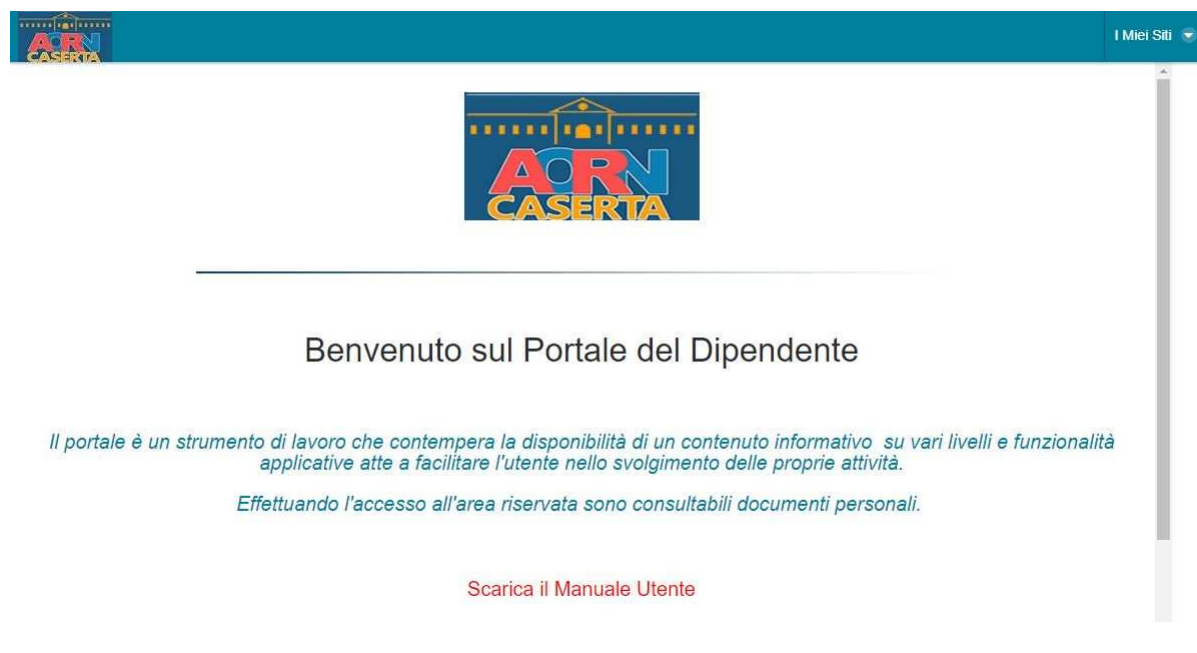 AORN
CASERTA
I Miei Siti
AORN
CASERTA
Benvenuto sul Portale del Dipendente
Il portale è un strumento di lavoro che contempera la disponibilità di un contenuto informativo su vari livelli e funzionalità
applicative atte a facilitare l'utente nello svolgimento delle proprie attività.
Effettuando l'accesso all'area riservata sono consultabili documenti personali.
Scarica il Manuale Utente